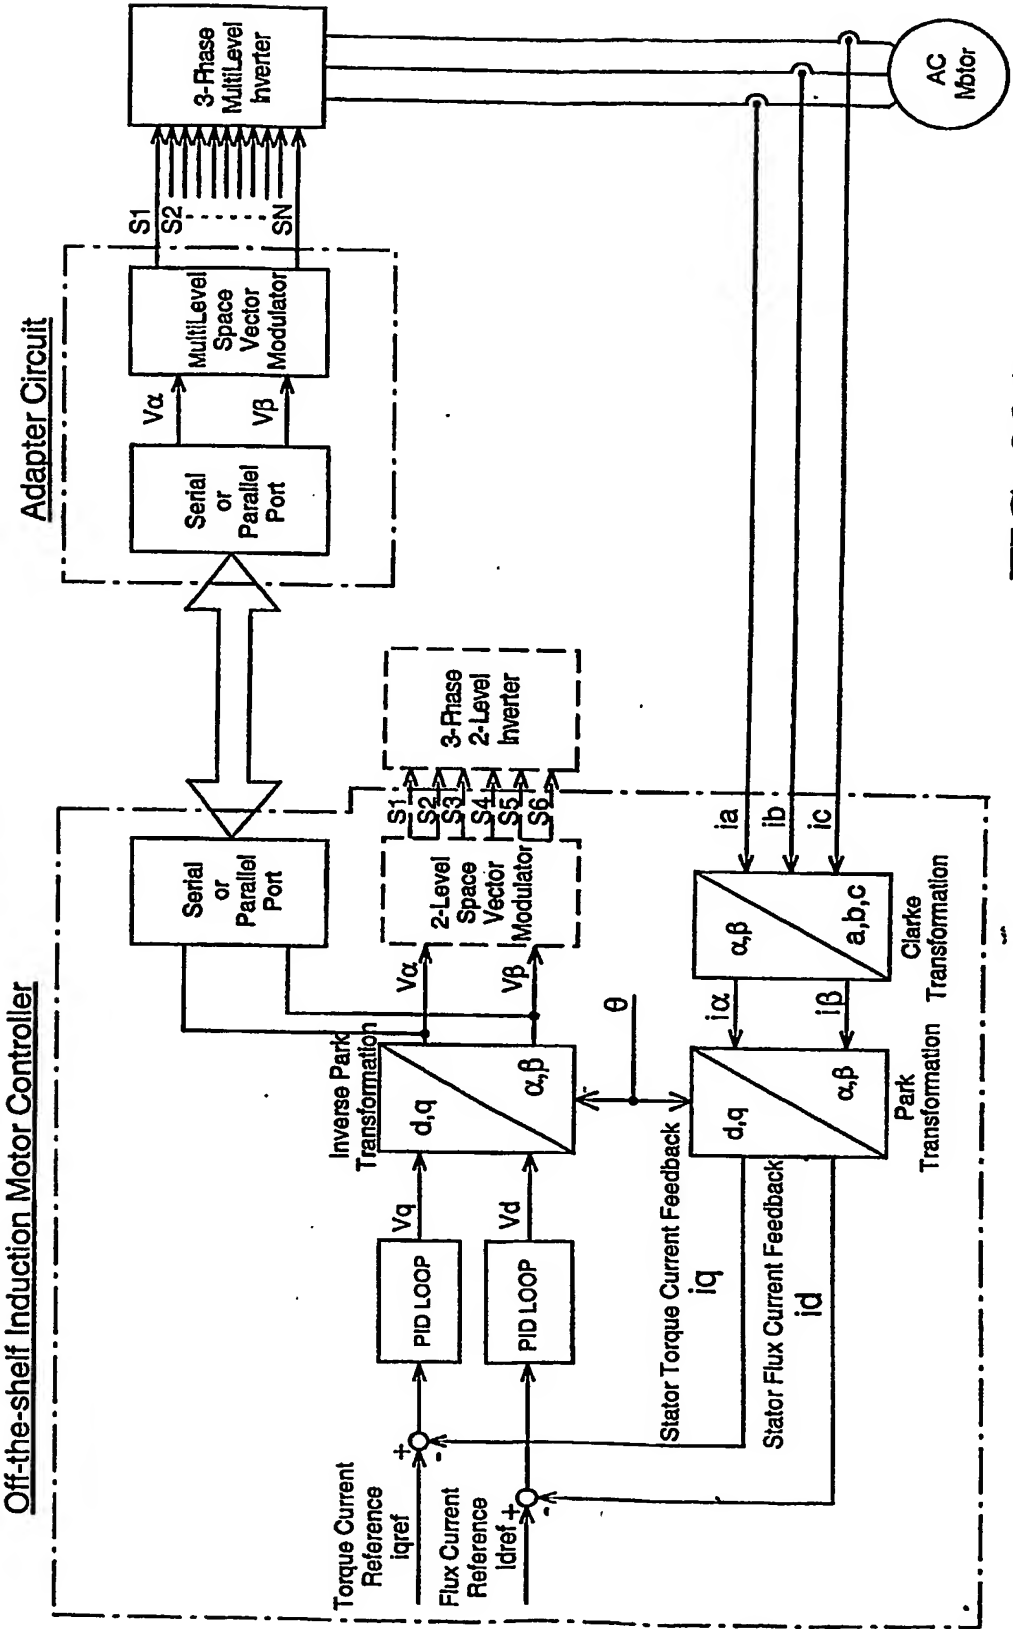 Off-the-shelf Induction Motor Controller
Adapter Circuit
Serial
or
Parallel
Port
Serial
or
Parallel
Port
Vα
Vβ
MultiLevel
Space
Vector
Modulator
S1
S2
SN
3-Phase
MultiLevel
Inverter
Torque Current
Reference
iqref
+
-
PID LOOP
Vq
Flux Current
Reference
Idref
+
-
PID LOOP
Vd
Inverse Park
Transformation
d,q
α,β
Vα
Vβ
2-Level
Space
Vector
Modulator
S1
S2
S3
S4
S5
S6
3-Phase
2-Level
Inverter
θ
Stator Torque Current Feedback
iq
Stator Flux Current Feedback
id
d,q
α,β
Park
Transformation
iα
iβ
α,β
a,b,c
Clarke
Transformation
ia
ib
ic
AC
Motor